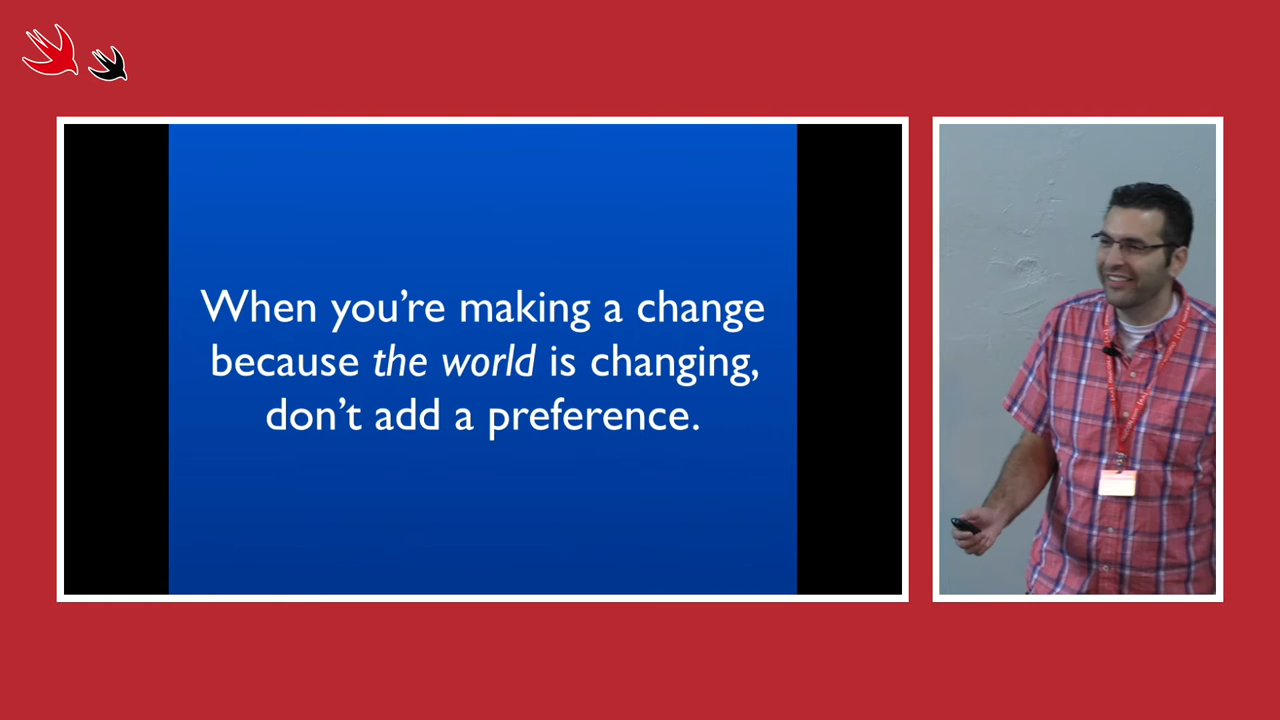 When you’re making a change
because the world is changing,
don’t add a preference.